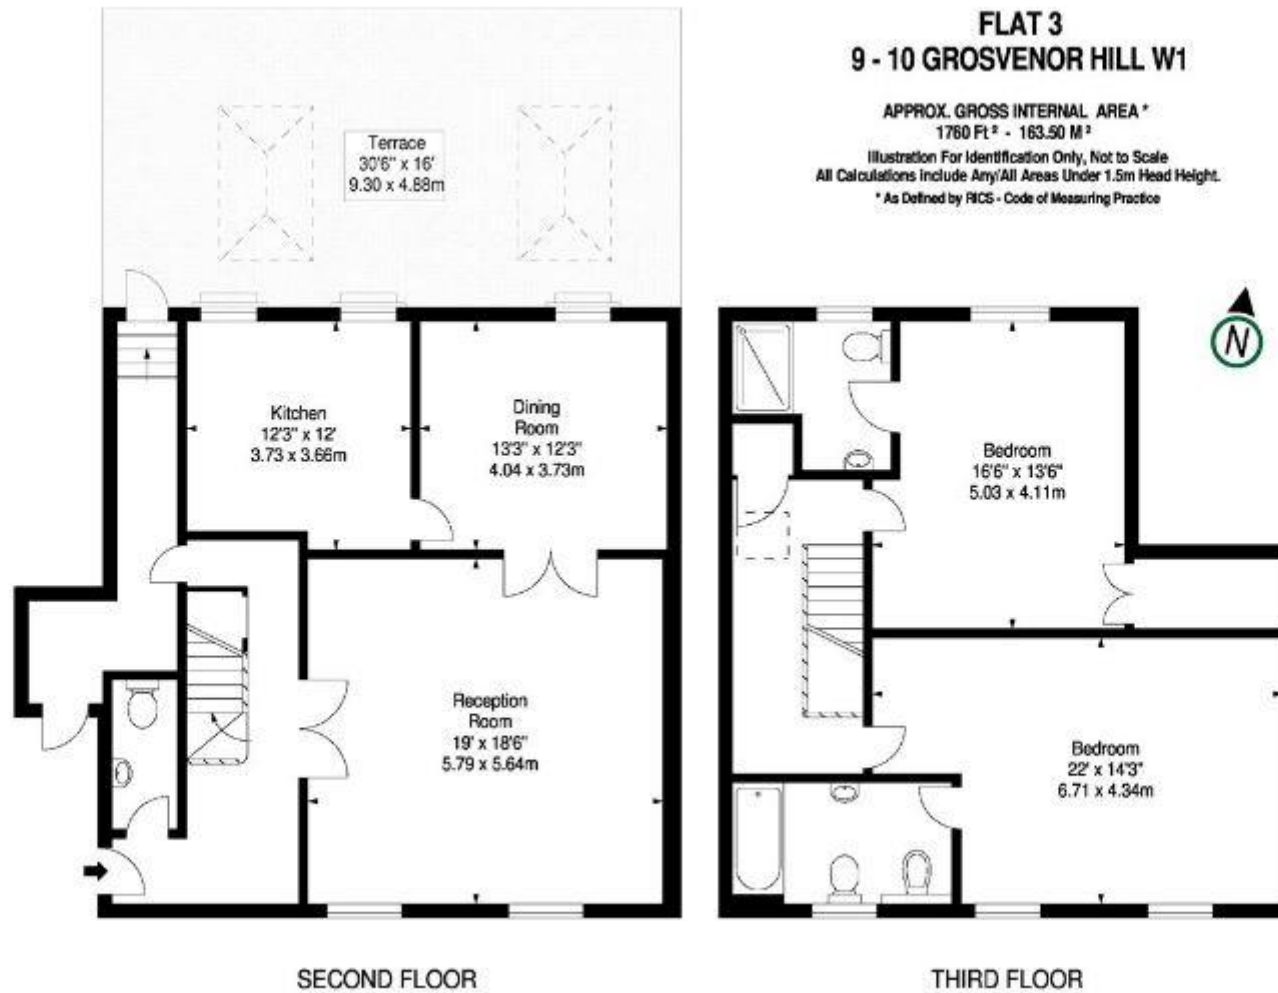 FLAT 3
9 - 10 GROSVENOR HILL W1
APPROX. GROSS INTERNAL AREA *
1760 Ft ² - 163.50 M ²
Illustration For Identification Only, Not to Scale
All Calculations Include Any/All Areas Under 1.5m Head Height.
* As Defined by RICS - Code of Measuring Practice
Terrace
30'6" x 16'
9.30 x 4.88m
N
Kitchen
12'3" x 12'
3.73 x 3.66m
Dining
Room
13'3" x 12'3"
4.04 x 3.73m
Reception
Room
19' x 18'6"
5.79 x 5.64m
Bedroom
16'6" x 13'6"
5.03 x 4.11m
Bedroom
22' x 14'3"
6.71 x 4.34m
SECOND FLOOR
THIRD FLOOR